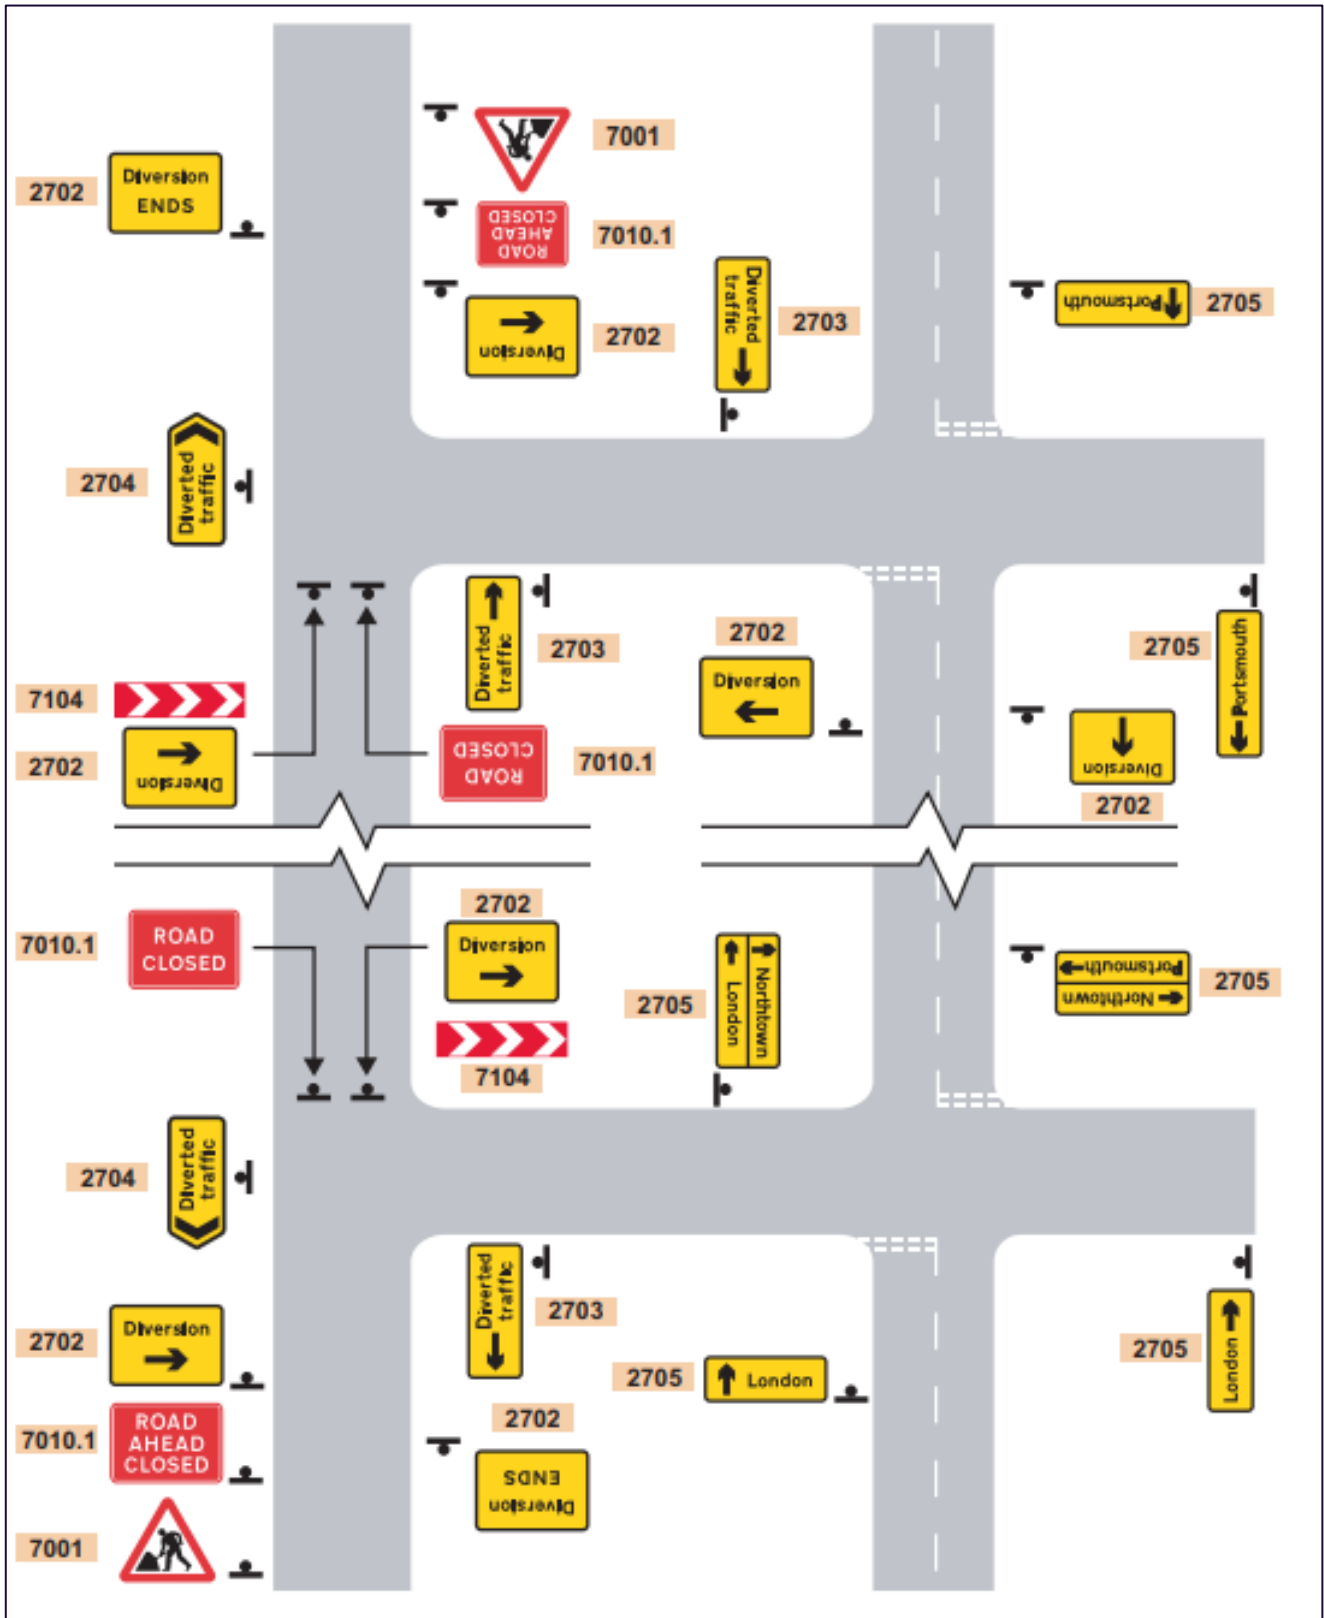 7001
2702
Diversion
ENDS
ROAD
AHEAD
CLOSED
7010.1
Diversion
2702
Diverted
traffic
2703
Portsmouth
2705
2704
Diverted
traffic
Diverted
traffic
2703
2702
Diversion
2705
Portsmouth
7104
2702
Diversion
ROAD
CLOSED
7010.1
Diversion
2702
7010.1
ROAD
CLOSED
2702
Diversion
7104
2705
Northtown
London
Northtown
Portsmouth
2705
2704
Diverted
traffic
Diverted
traffic
2703
2702
Diversion
2705
London
2705
London
7010.1
ROAD
AHEAD
CLOSED
2702
Diversion
ENDS
7001